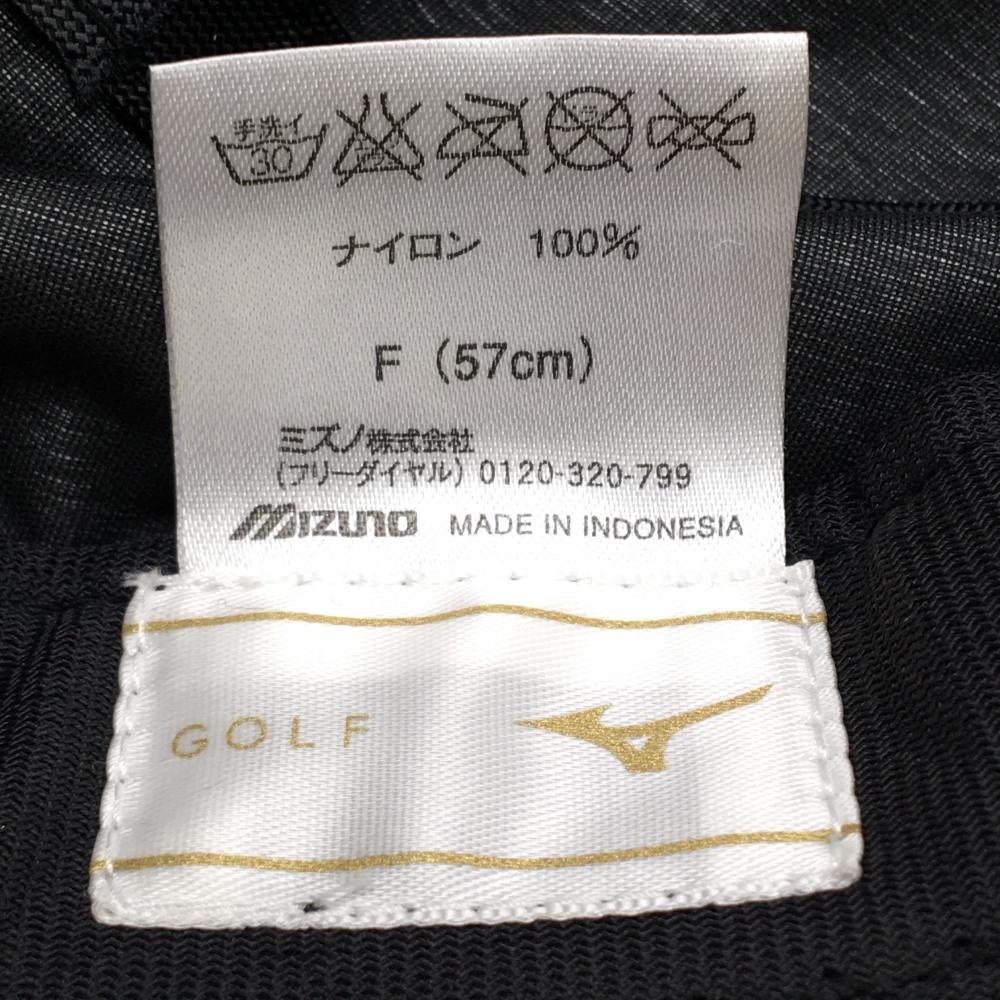 手洗イ
30
ナイロン 100%
F (57cm)
ミズノ株式会社
(フリーダイヤル) 0120-320-799
MIZUNO MADE IN INDONESIA
GOLF